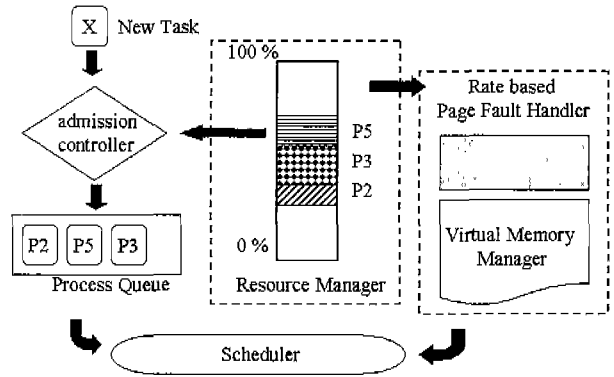 X New Task
100 %
Rate based
Page Fault Handler
admission
controller
P5
P3
P2
P2 P5 P3
Process Queue
0 %
Resource Manager
Virtual Memory
Manager
Scheduler